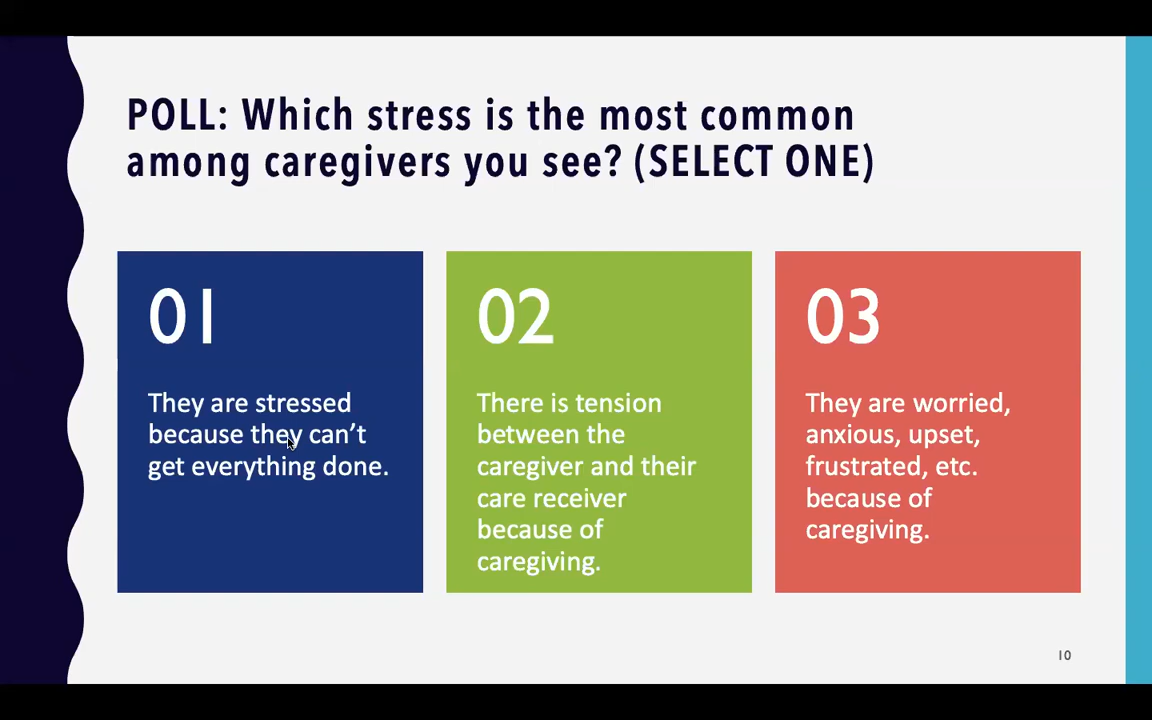 POLL: Which stress is the most common
among caregivers you see? (SELECT ONE)
01
They are stressed
because they can’t
get everything done.
02
There is tension
between the
caregiver and their
care receiver
because of
caregiving.
03
They are worried,
anxious, upset,
frustrated, etc.
because of
caregiving.
10